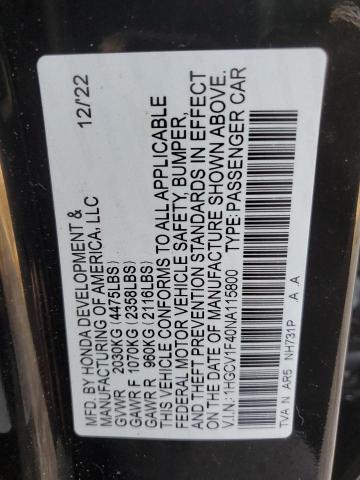 MFD. BY HONDA DEVELOPMENT &
MANUFACTURING OF AMERICA, LLC 12/22
GVWR 2030KG (4475LBS)
GAWR F 1070KG (2358LBS)
GAWR R 960KG (2116LBS)
THIS VEHICLE CONFORMS TO ALL APPLICABLE
FEDERAL MOTOR VEHICLE SAFETY, BUMPER,
AND THEFT PREVENTION STANDARDS IN EFFECT
ON THE DATE OF MANUFACTURE SHOWN ABOVE.
V.I.N.: 1HGCV1F40NA115800 TYPE: PASSENGER CAR
TVA N AR5 NH731P .A .A